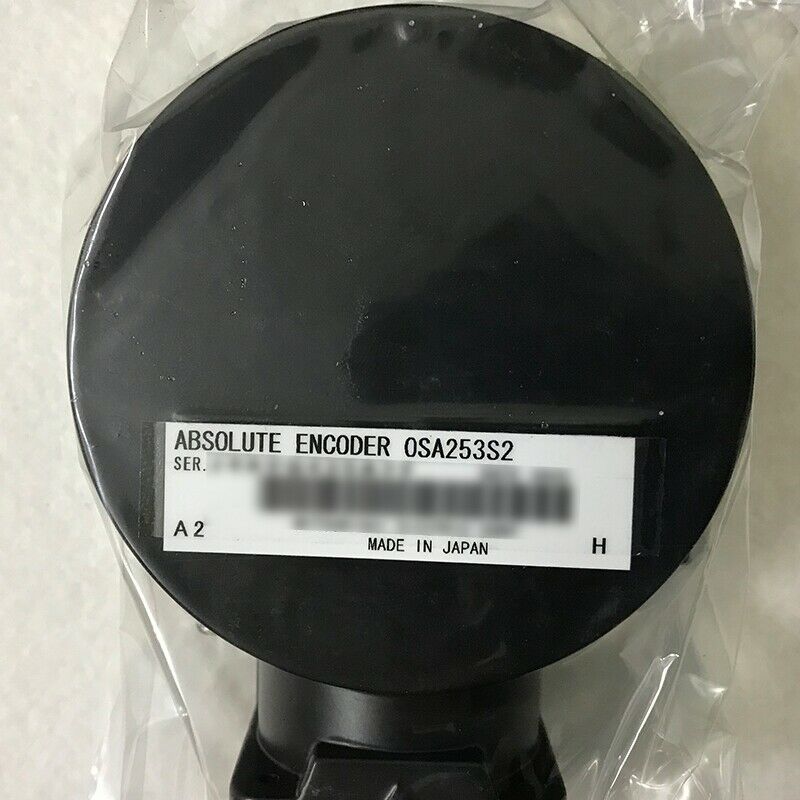 ABSOLUTE ENCODER OSA253S2
SER.
A2
MADE IN JAPAN
H